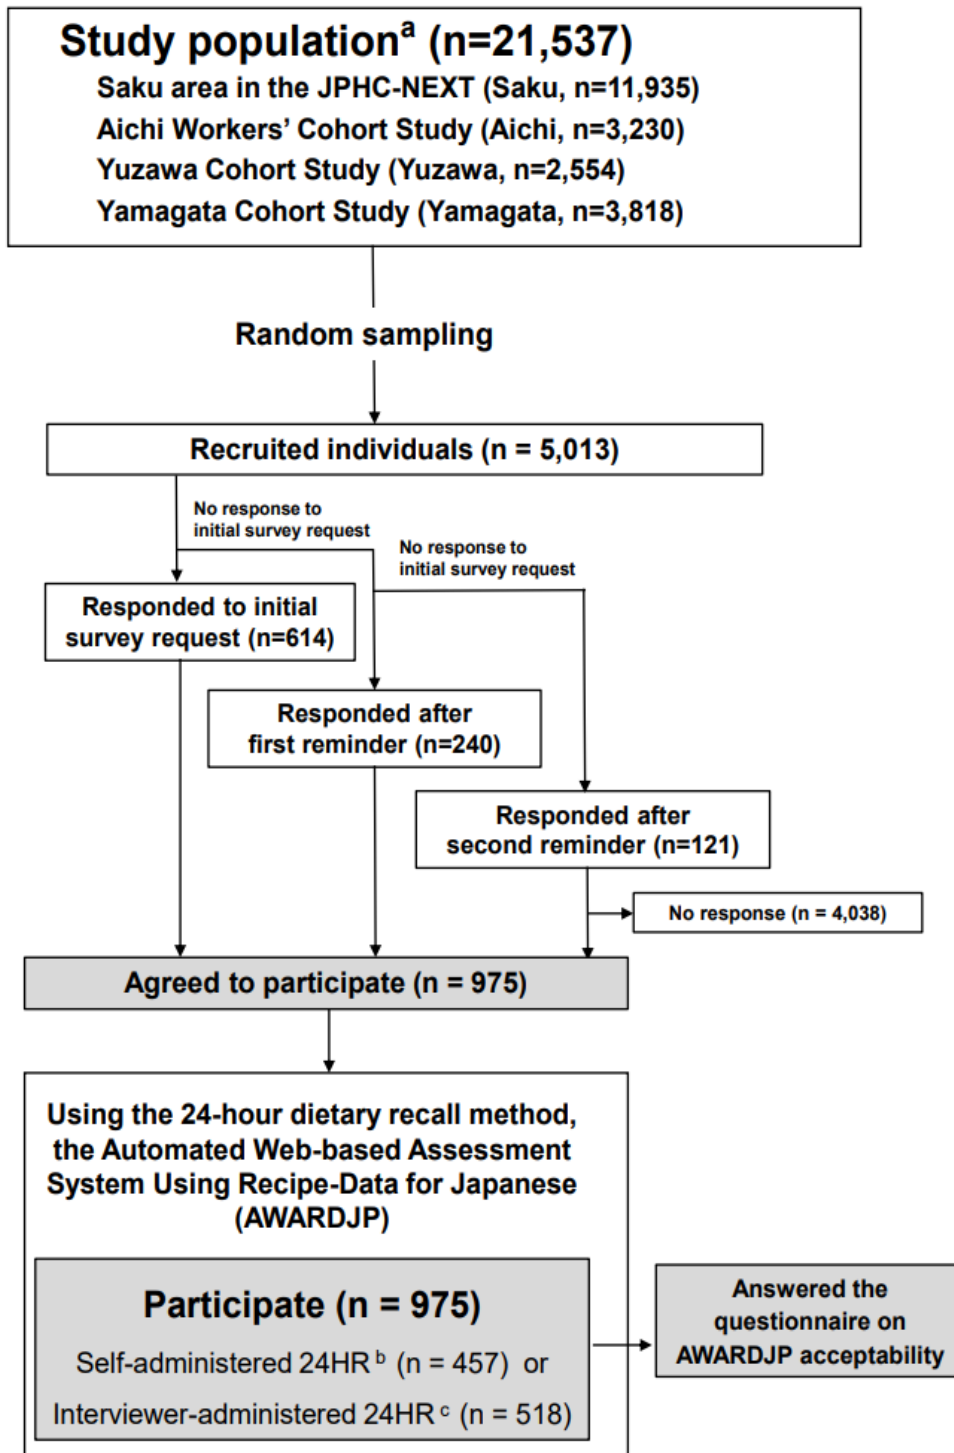 Study populationᵃ (n=21,537)
Saku area in the JPHC-NEXT (Saku, n=11,935)
Aichi Workers' Cohort Study (Aichi, n=3,230)
Yuzawa Cohort Study (Yuzawa, n=2,554)
Yamagata Cohort Study (Yamagata, n=3,818)
Random sampling
Recruited individuals (n = 5,013)
No response to
initial survey request
No response to
initial survey request
Responded to initial
survey request (n=614)
Responded after
first reminder (n=240)
Responded after
second reminder (n=121)
No response (n = 4,038)
Agreed to participate (n = 975)
Using the 24-hour dietary recall method,
the Automated Web-based Assessment
System Using Recipe-Data for Japanese
(AWARDJP)
Participate (n = 975)
Self-administered 24HR ᵇ (n = 457) or
Interviewer-administered 24HR ᶜ (n = 518)
Answered the
questionnaire on
AWARDJP acceptability